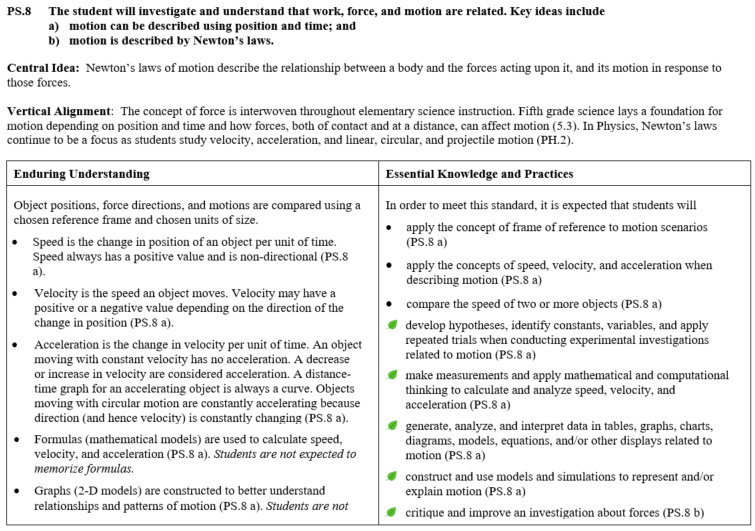 PS.8 The student will investigate and understand that work, force, and motion are related. Key ideas include
a) motion can be described using position and time; and
b) motion is described by Newton's laws.
Central Idea: Newton's laws of motion describe the relationship between a body and the forces acting upon it, and its motion in response to
those forces.
Vertical Alignment: The concept of force is interwoven throughout elementary science instruction. Fifth grade science lays a foundation for
motion depending on position and time and how forces, both of contact and at a distance, can affect motion (5.3). In Physics, Newton's laws
continue to be a focus as students study velocity, acceleration, and linear, circular, and projectile motion (PH.2).
Enduring Understanding
Object positions, force directions, and motions are compared using a
chosen reference frame and chosen units of size.
• Speed is the change in position of an object per unit of time.
Speed always has a positive value and is non-directional (PS.8
a).
• Velocity is the speed an object moves. Velocity may have a
positive or a negative value depending on the direction of the
change in position (PS.8 a).
• Acceleration is the change in velocity per unit of time. An object
moving with constant velocity has no acceleration. A decrease
or increase in velocity are considered acceleration. A distance-
time graph for an accelerating object is always a curve. Objects
moving with circular motion are constantly accelerating because
direction (and hence velocity) is constantly changing (PS.8 a).
• Formulas (mathematical models) are used to calculate speed,
velocity, and acceleration (PS.8 a). Students are not expected to
memorize formulas.
• Graphs (2-D models) are constructed to better understand
relationships and patterns of motion (PS.8 a). Students are not
Essential Knowledge and Practices
In order to meet this standard, it is expected that students will
• apply the concept of frame of reference to motion scenarios
(PS.8 a)
• apply the concepts of speed, velocity, and acceleration when
describing motion (PS.8 a)
• compare the speed of two or more objects (PS.8 a)
develop hypotheses, identify constants, variables, and apply
repeated trials when conducting experimental investigations
related to motion (PS.8 a)
make measurements and apply mathematical and computational
thinking to calculate and analyze speed, velocity, and
acceleration (PS.8 a)
generate, analyze, and interpret data in tables, graphs, charts,
diagrams, models, equations, and/or other displays related to
motion (PS.8 a)
construct and use models and simulations to represent and/or
explain motion (PS.8 a)
critique and improve an investigation about forces (PS.8 b)